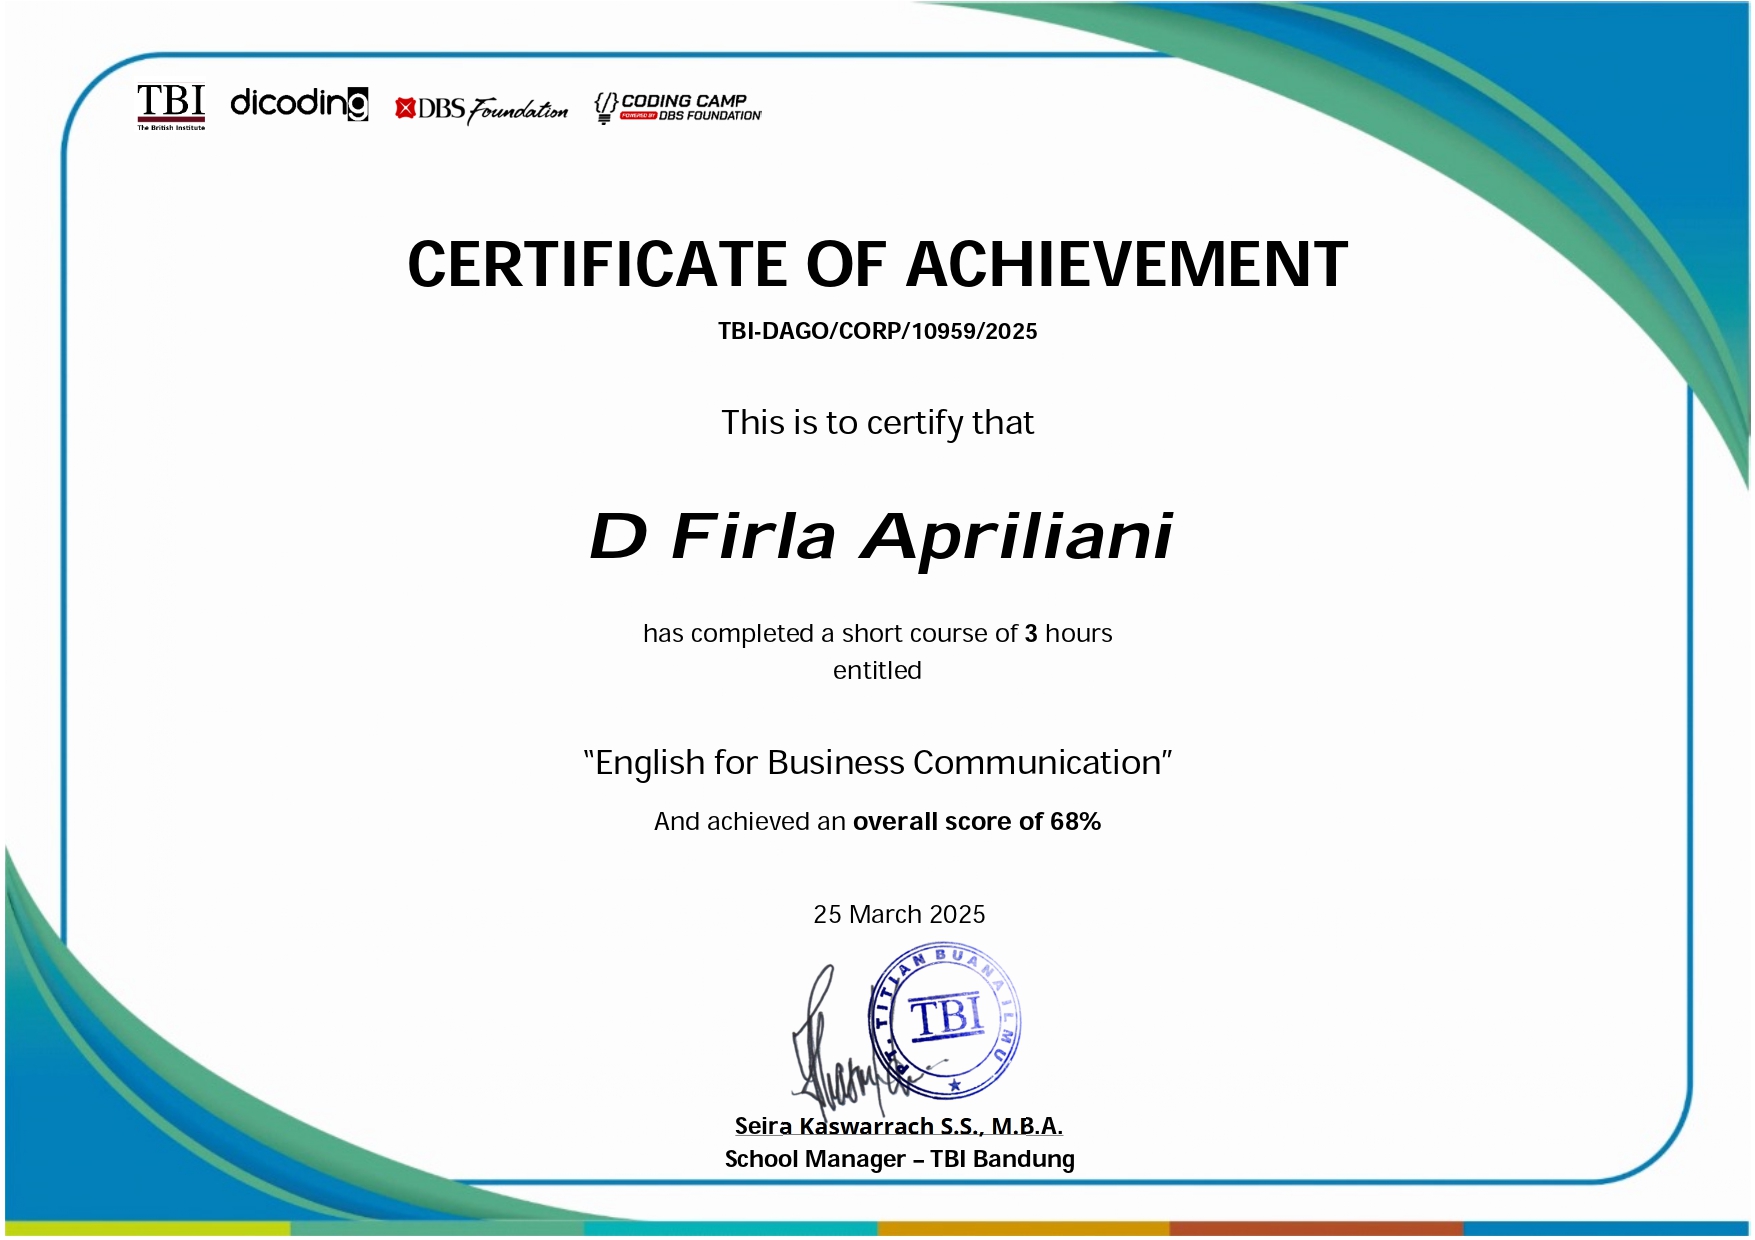 TBI
The British Institute
dicoding
DBS Foundation
{/} CODING CAMP
POWERED BY DBS FOUNDATION
CERTIFICATE OF ACHIEVEMENT
TBI-DAGO/CORP/10959/2025
This is to certify that
D Firla Apriliani
has completed a short course of 3 hours
entitled
“English for Business Communication”
And achieved an overall score of 68%
25 March 2025
PT. TITIAN BUANA ILMU
TBI
Seira Kaswarrach S.S., M.B.A.
School Manager – TBI Bandung